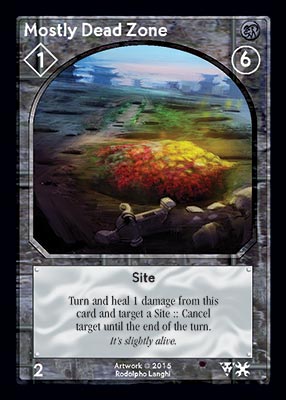 Mostly Dead Zone
1
6
Site
Turn and heal 1 damage from this
card and target a Site :: Cancel
target until the end of the turn.
It's slightly alive.
2
Artwork © 2015
Rodolpho Langhi